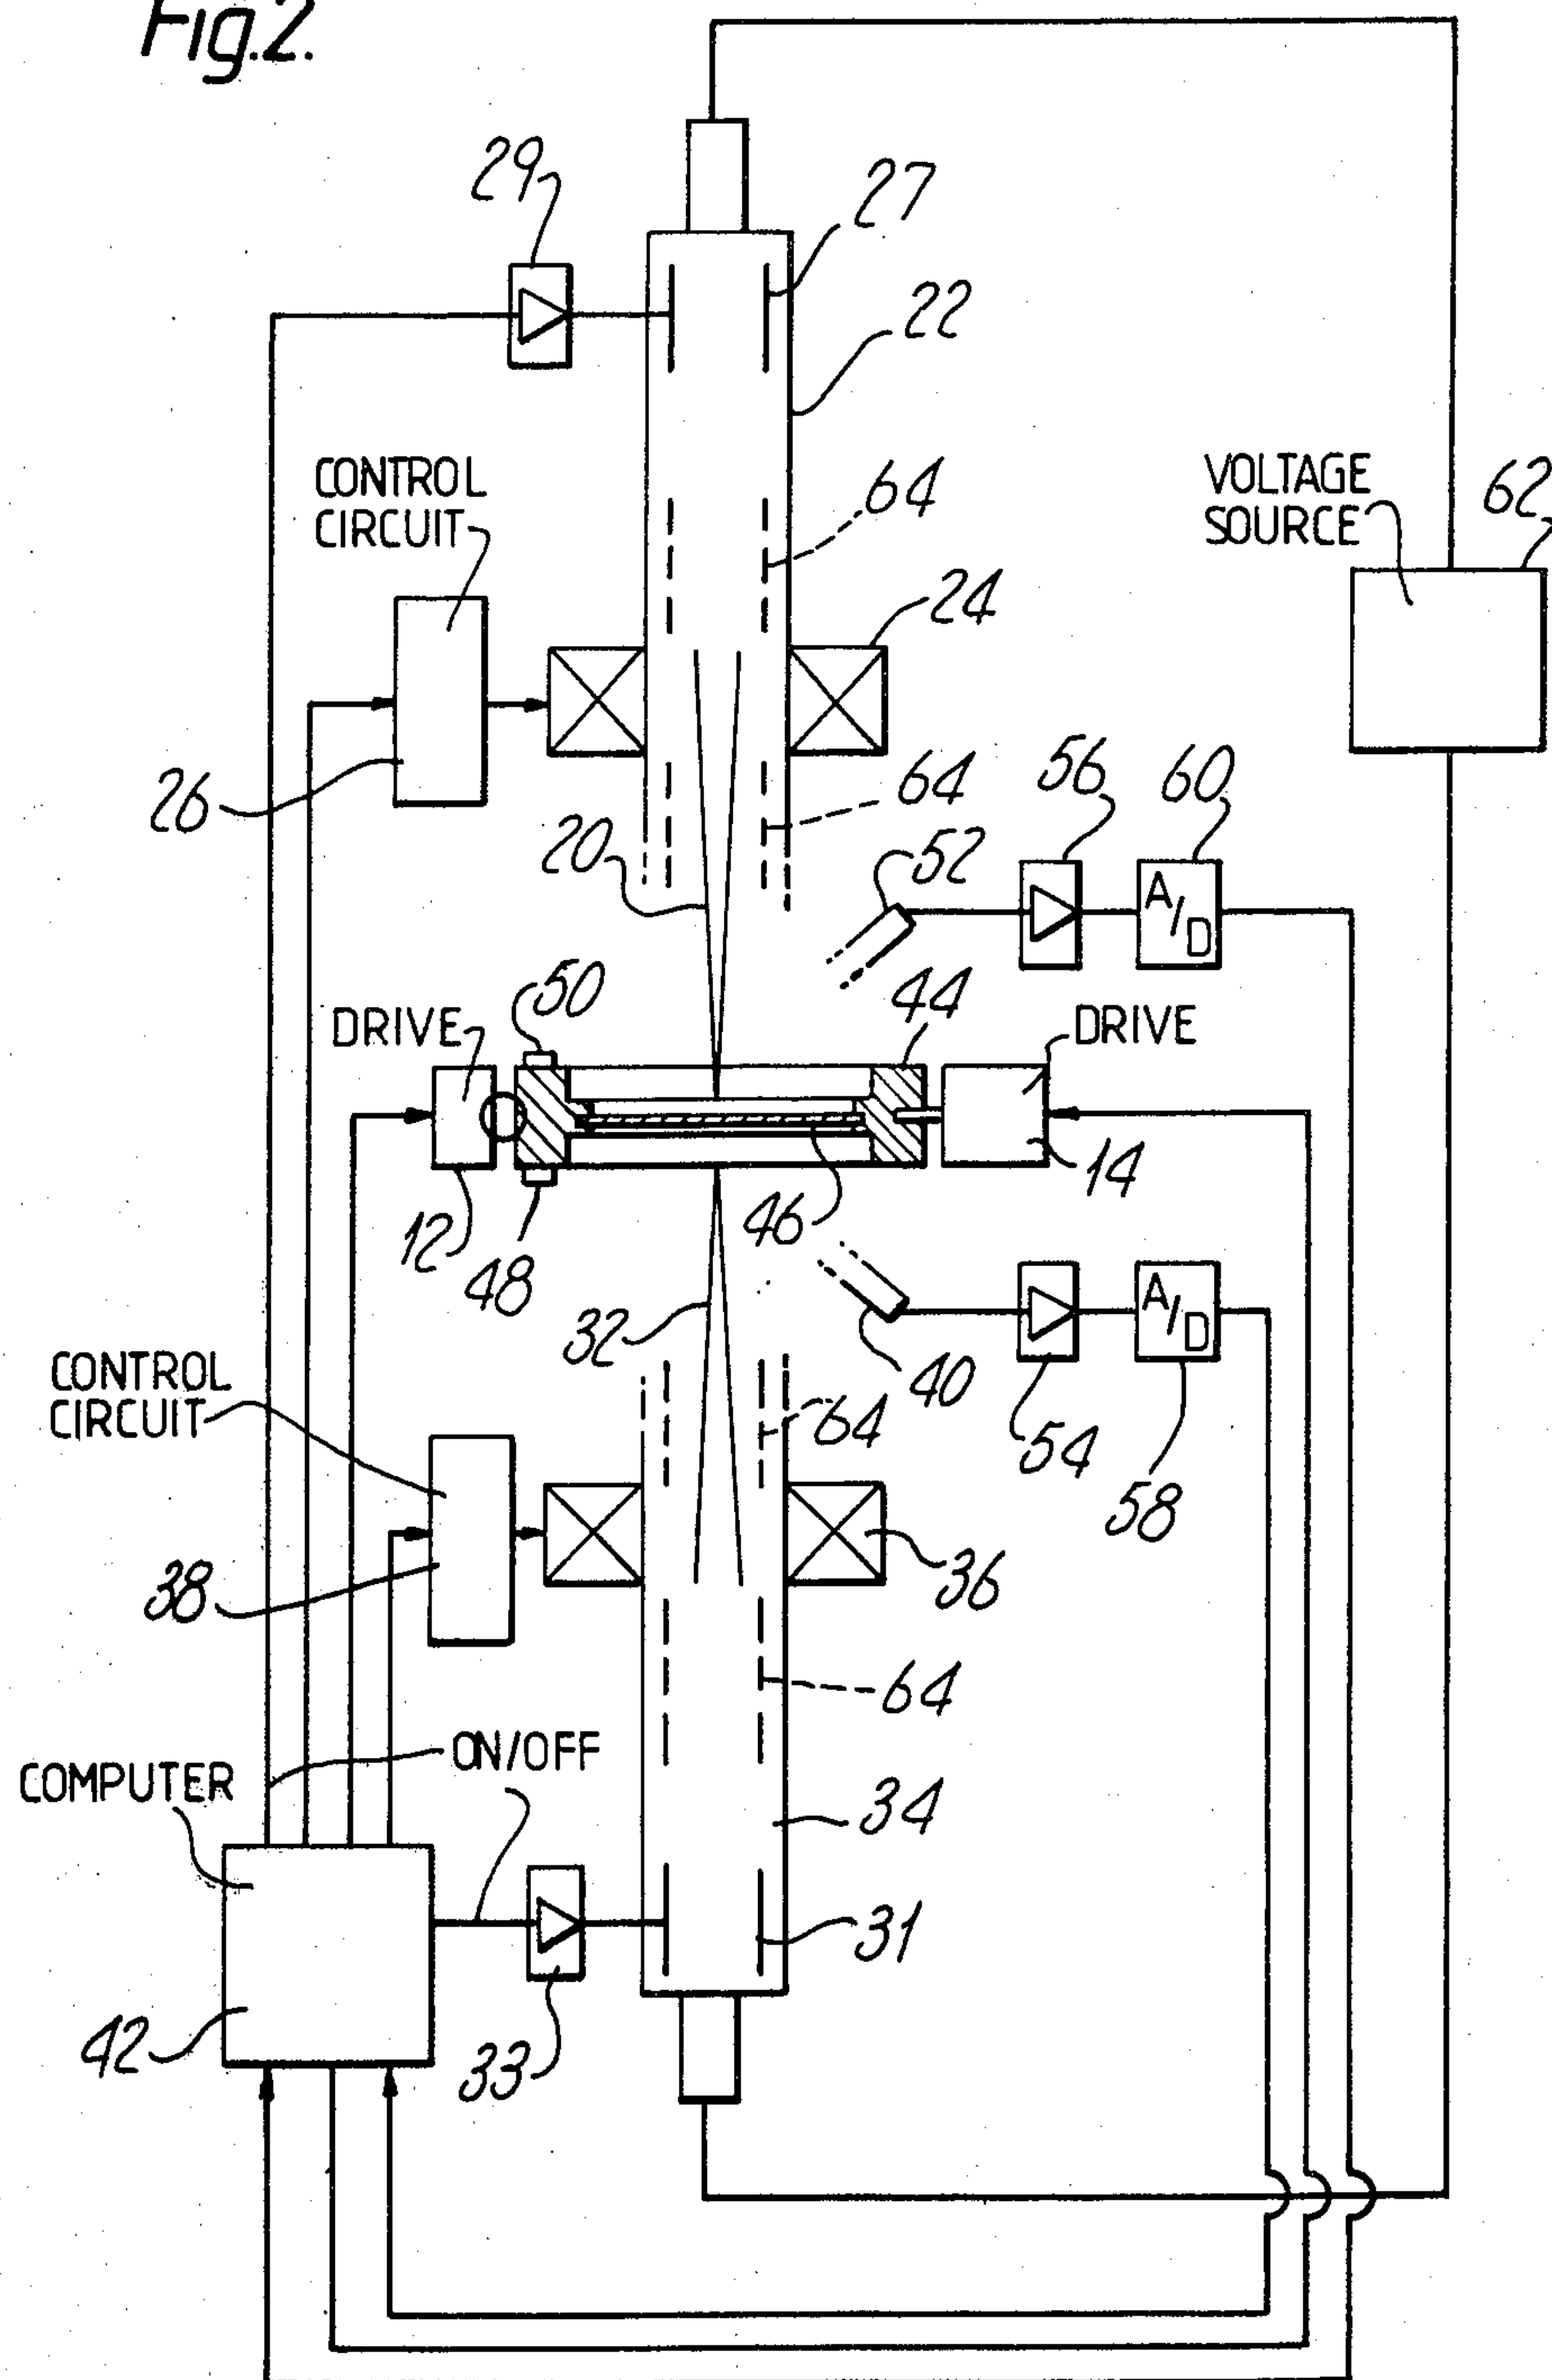 Fig.2.
29
27
22
CONTROL
CIRCUIT
64
VOLTAGE
SOURCE
62
24
26
64
56
60
20
52
A/D
50
44
DRIVE
DRIVE
12
48
46
14
32
40
A/D
CONTROL
CIRCUIT
64
54
58
38
36
64
ON/OFF
COMPUTER
34
31
42
33